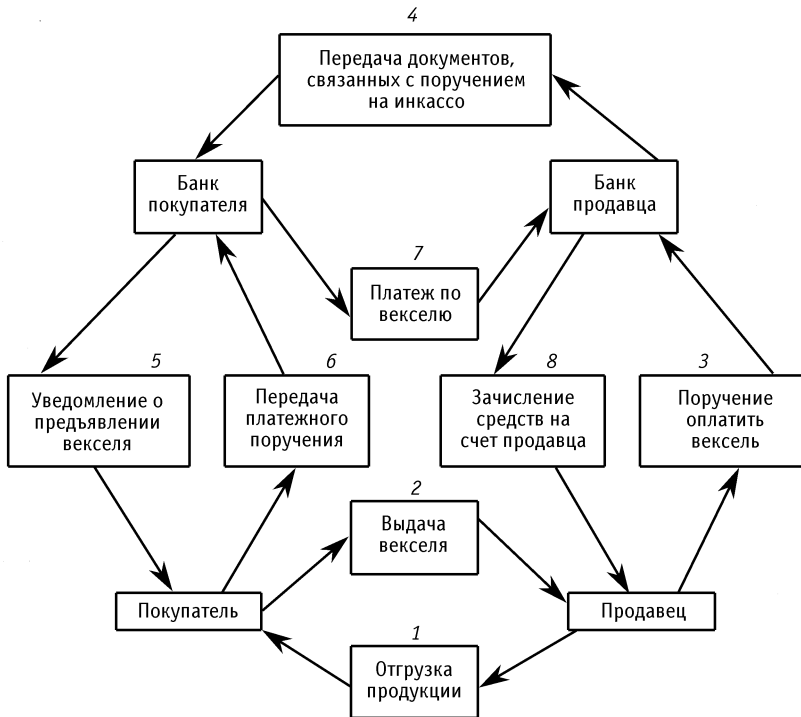 4
Передача документов,
связанных с поручением
на инкассо
Банк
покупателя
Банк
продавца
7
Платеж по
векселю
5
Уведомление о
предъявлении
векселя
6
Передача
платежного
поручения
8
Зачисление
средств на
счет продавца
3
Поручение
оплатить
вексель
2
Выдача
векселя
Покупатель
Продавец
1
Отгрузка
продукции